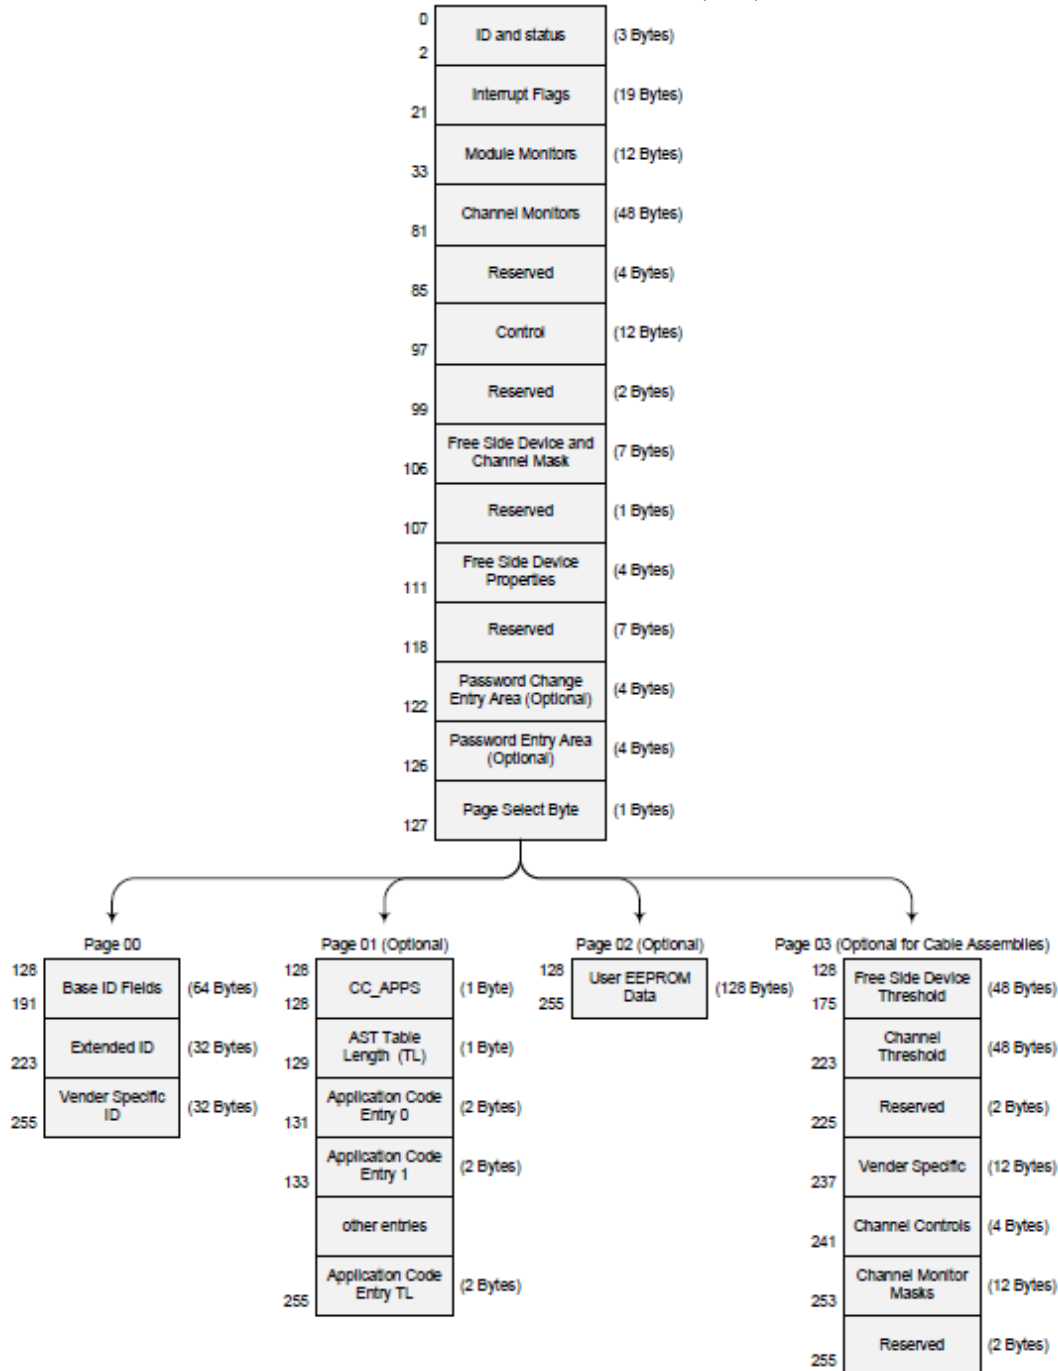 0
ID and status (3 Bytes)
2
Interrupt Flags (19 Bytes)
21
Module Monitors (12 Bytes)
33
Channel Monitors (48 Bytes)
81
Reserved (4 Bytes)
85
Control (12 Bytes)
97
Reserved (2 Bytes)
99
Free Side Device and
Channel Mask (7 Bytes)
106
Reserved (1 Bytes)
107
Free Side Device
Properties (4 Bytes)
111
Reserved (7 Bytes)
118
Password Change
Entry Area (Optional) (4 Bytes)
122
Password Entry Area
(Optional) (4 Bytes)
126
Page Select Byte (1 Bytes)
127
Page 00
128
Base ID Fields (64 Bytes)
191
Extended ID (32 Bytes)
223
Vender Specific
ID (32 Bytes)
255
Page 01 (Optional)
128
CC_APPS (1 Byte)
128
AST Table
Length (TL) (1 Byte)
129
Application Code
Entry 0 (2 Bytes)
131
Application Code
Entry 1 (2 Bytes)
133
other entries
Application Code
Entry TL (2 Bytes)
255
Page 02 (Optional)
128
User EEPROM
Data (128 Bytes)
255
Page 03 (Optional for Cable Assemblies)
128
Free Side Device
Threshold (48 Bytes)
175
Channel
Threshold (48 Bytes)
223
Reserved (2 Bytes)
225
Vender Specific (12 Bytes)
237
Channel Controls (4 Bytes)
241
Channel Monitor
Masks (12 Bytes)
253
Reserved (2 Bytes)
255